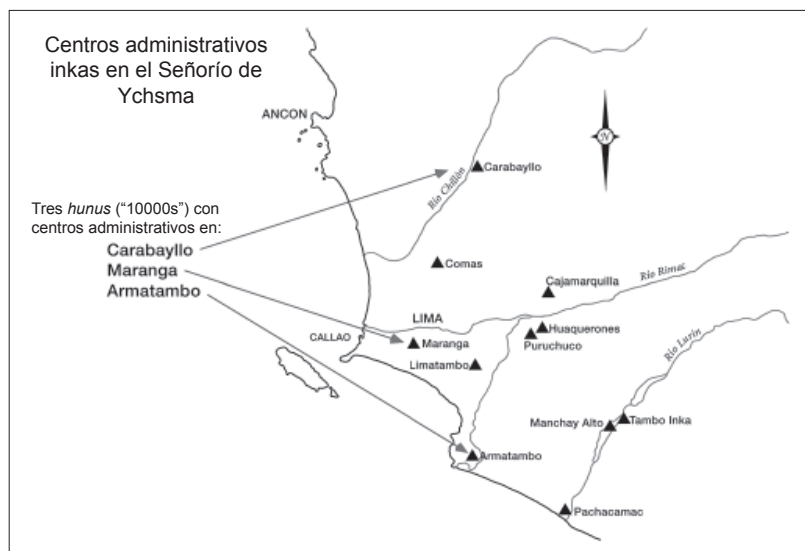 Centros administrativos
inkas en el Señorío de
Ychsma
ANCON
Carabayllo
Río Chillón
Tres hunus ("10000s") con
centros administrativos en:
Carabayllo
Maranga
Armatambo
Comas
Cajamarquilla
Río Rimac
LIMA
Huaquerones
CALLAO
Maranga
Puruchuco
Limatambo
Río Lurín
Manchay Alto
Tambo Inka
Armatambo
Pachacamac
N